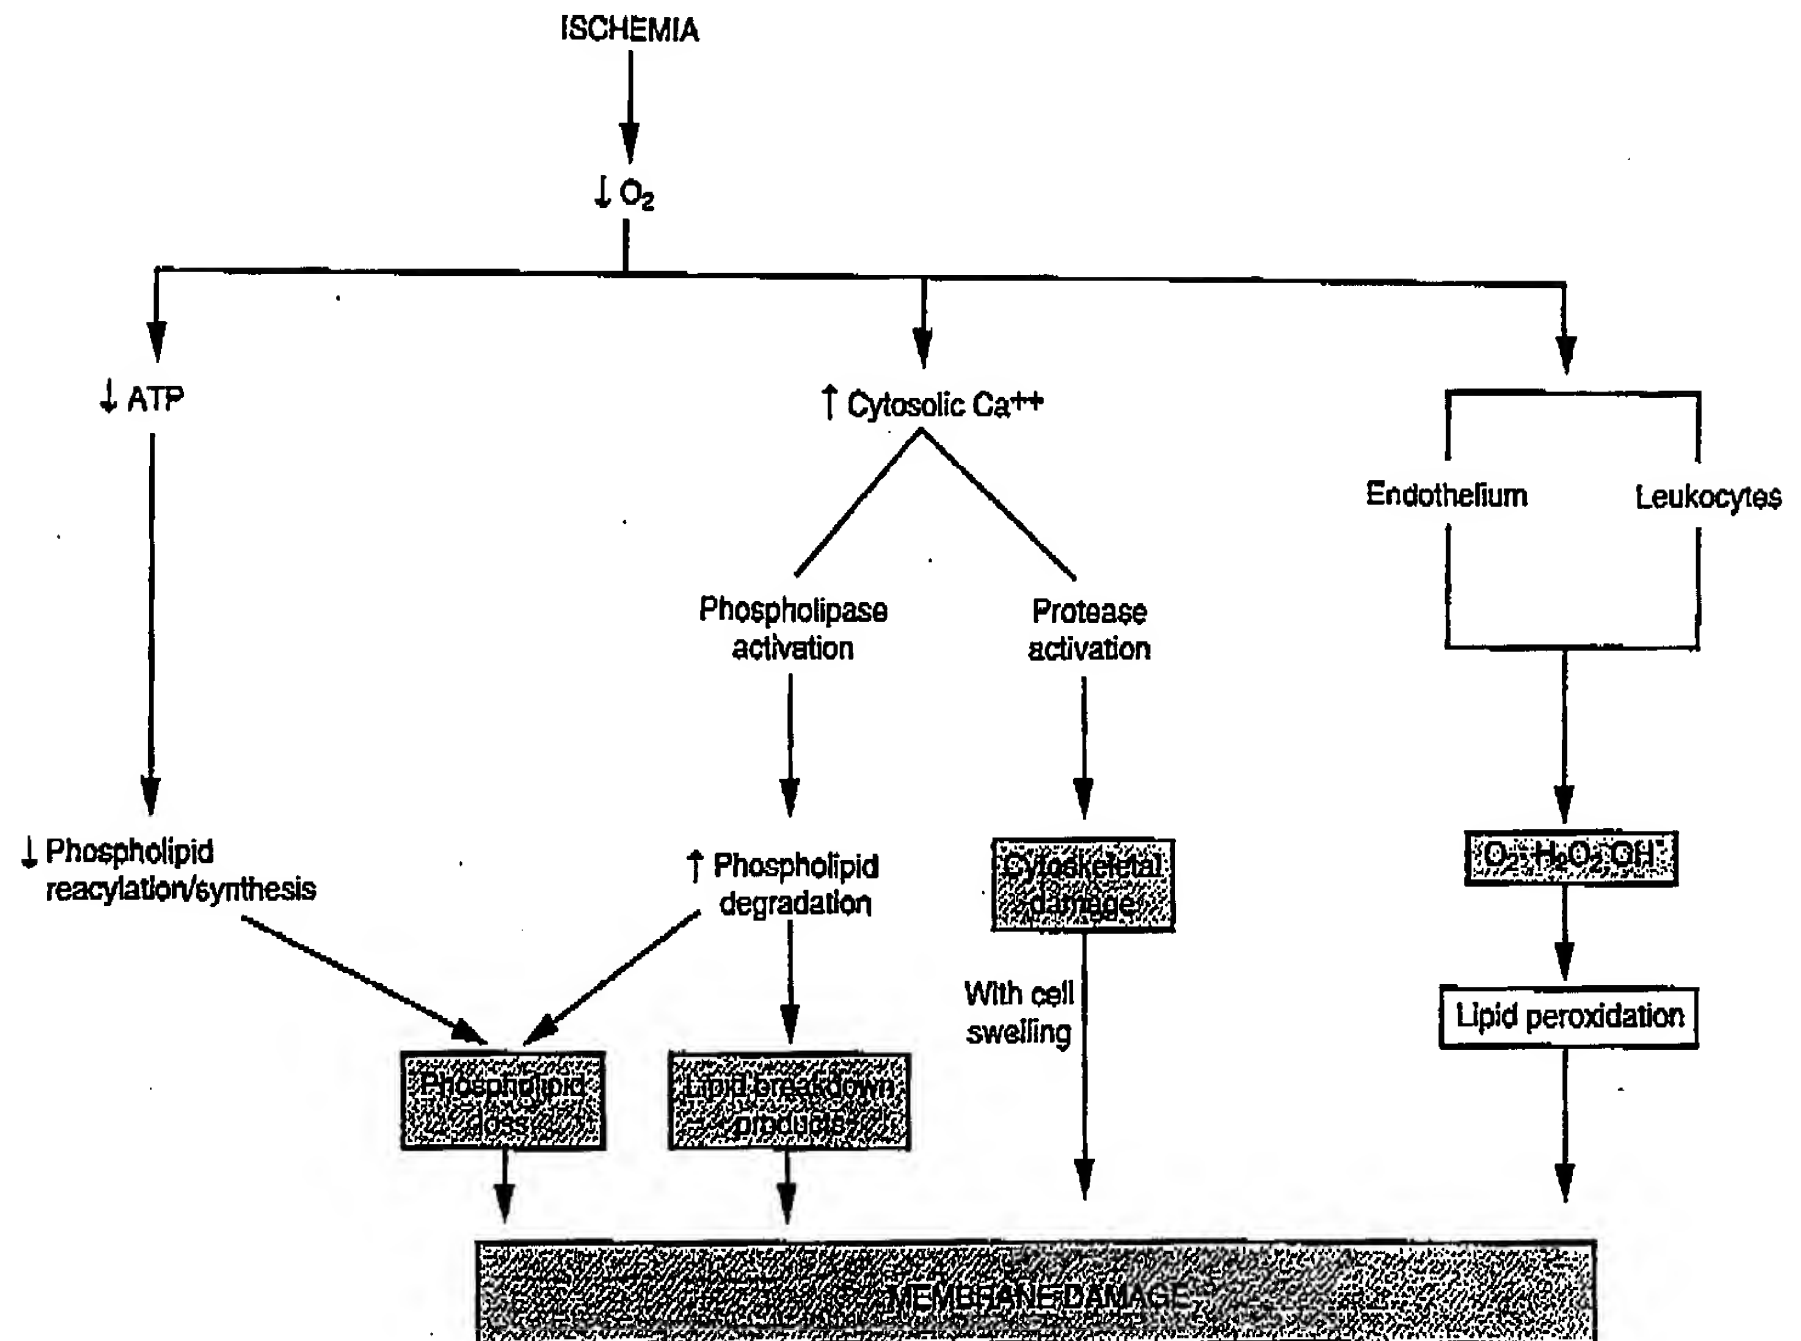 ISCHEMIA
↓ O₂
↓ ATP
↑ Cytosolic Ca⁺⁺
Endothelium
Leukocytes
Phospholipase
activation
Protease
activation
↓ Phospholipid
reacylation/synthesis
↑ Phospholipid
degradation
Cytoskeletal
damage
O₂⁻, H₂O₂, OH˙
With cell
swelling
Lipid peroxidation
Phospholipid
loss
Lipid breakdown
products
MEMBRANE DAMAGE